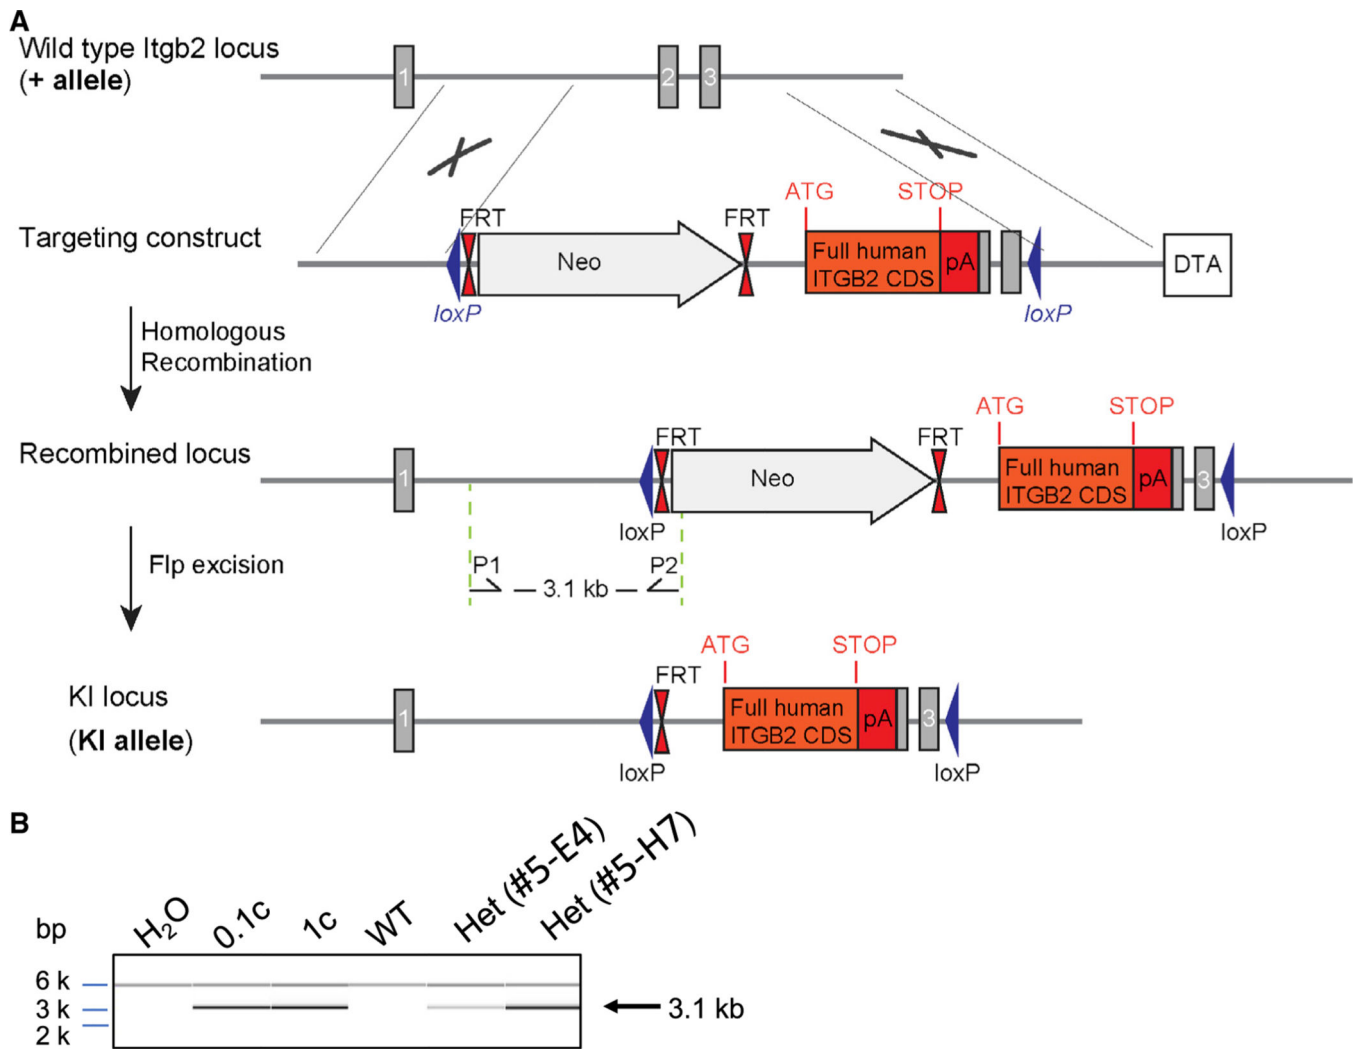 A
Wild type Itgb2 locus
(+ allele)
1
2
3
ATG
STOP
FRT
FRT
Targeting construct
Neo
Full human
ITGB2 CDS
pA
DTA
loxP
loxP
Homologous
Recombination
ATG
STOP
FRT
FRT
Recombined locus
1
Neo
Full human
ITGB2 CDS
pA
3
loxP
loxP
Flp excision
P1
P2
3.1 kb
ATG
STOP
FRT
KI locus
(KI allele)
1
Full human
ITGB2 CDS
pA
3
loxP
loxP
B
bp
H2O
0.1c
1c
WT
Het (#5-E4)
Het (#5-H7)
6 k
3 k
2 k
3.1 kb